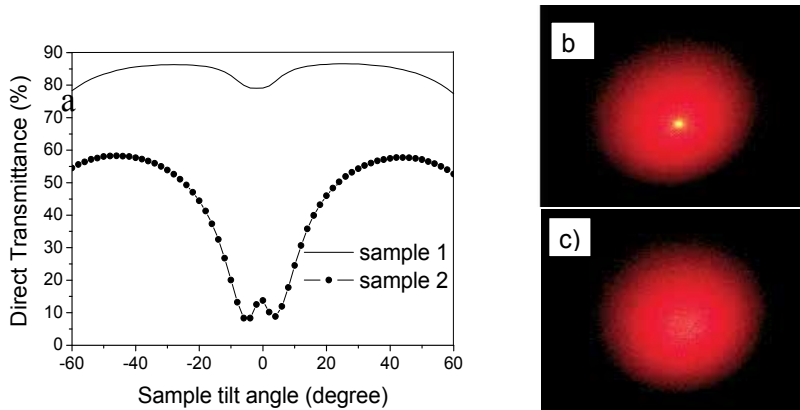 90
80
a
70
60
50
40
30
20
10
0
Direct Transmittance (%)
sample 1
sample 2
-60 -40 -20 0 20 40 60
Sample tilt angle (degree)
b
c)